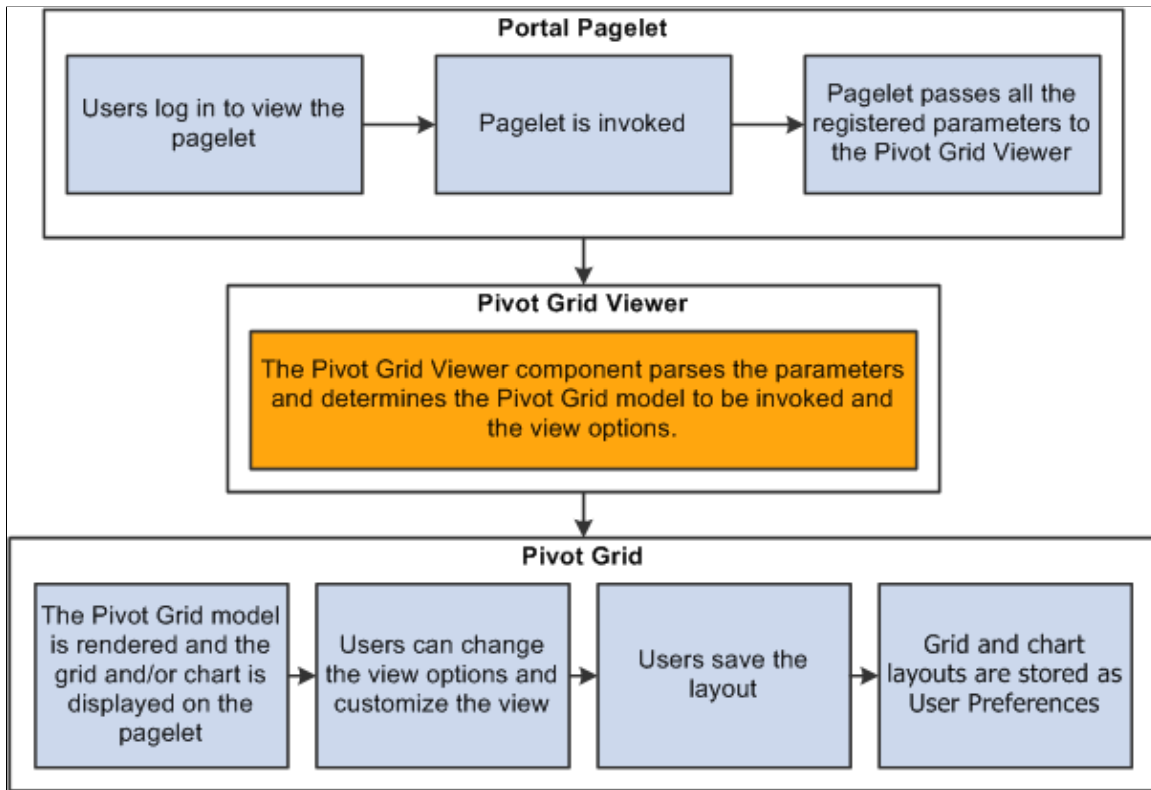 Portal Pagelet
Users log in to view the
pagelet
Pagelet is invoked
Pagelet passes all the
registered parameters to
the Pivot Grid Viewer
Pivot Grid Viewer
The Pivot Grid Viewer component parses the parameters
and determines the Pivot Grid model to be invoked and
the view options.
Pivot Grid
The Pivot Grid model
is rendered and the
grid and/or chart is
displayed on the
pagelet
Users can change
the view options and
customize the view
Users save the
layout
Grid and chart
layouts are stored as
User Preferences